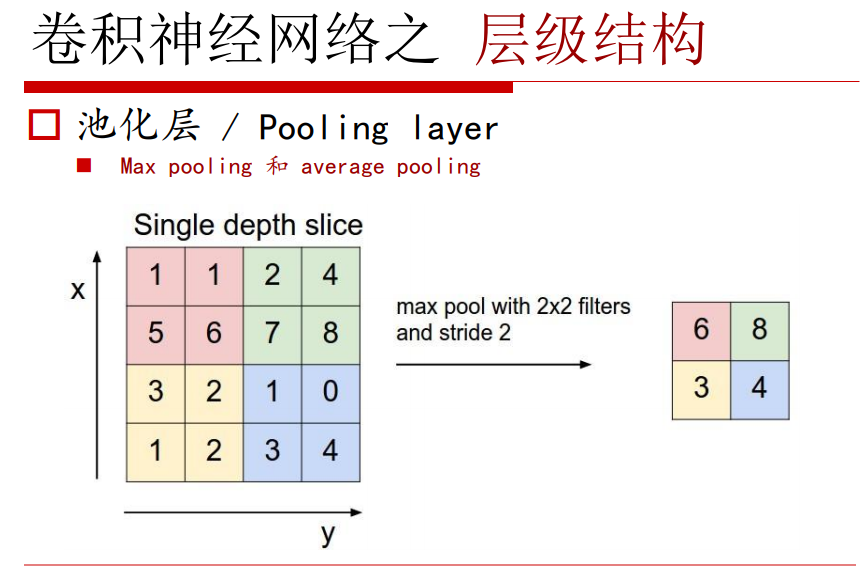 卷积神经网络之 层级结构
池化层 / Pooling layer
Max pooling 和 average pooling
Single depth slice
x
1 1 2 4
5 6 7 8
3 2 1 0
1 2 3 4
y
max pool with 2x2 filters
and stride 2
6 8
3 4